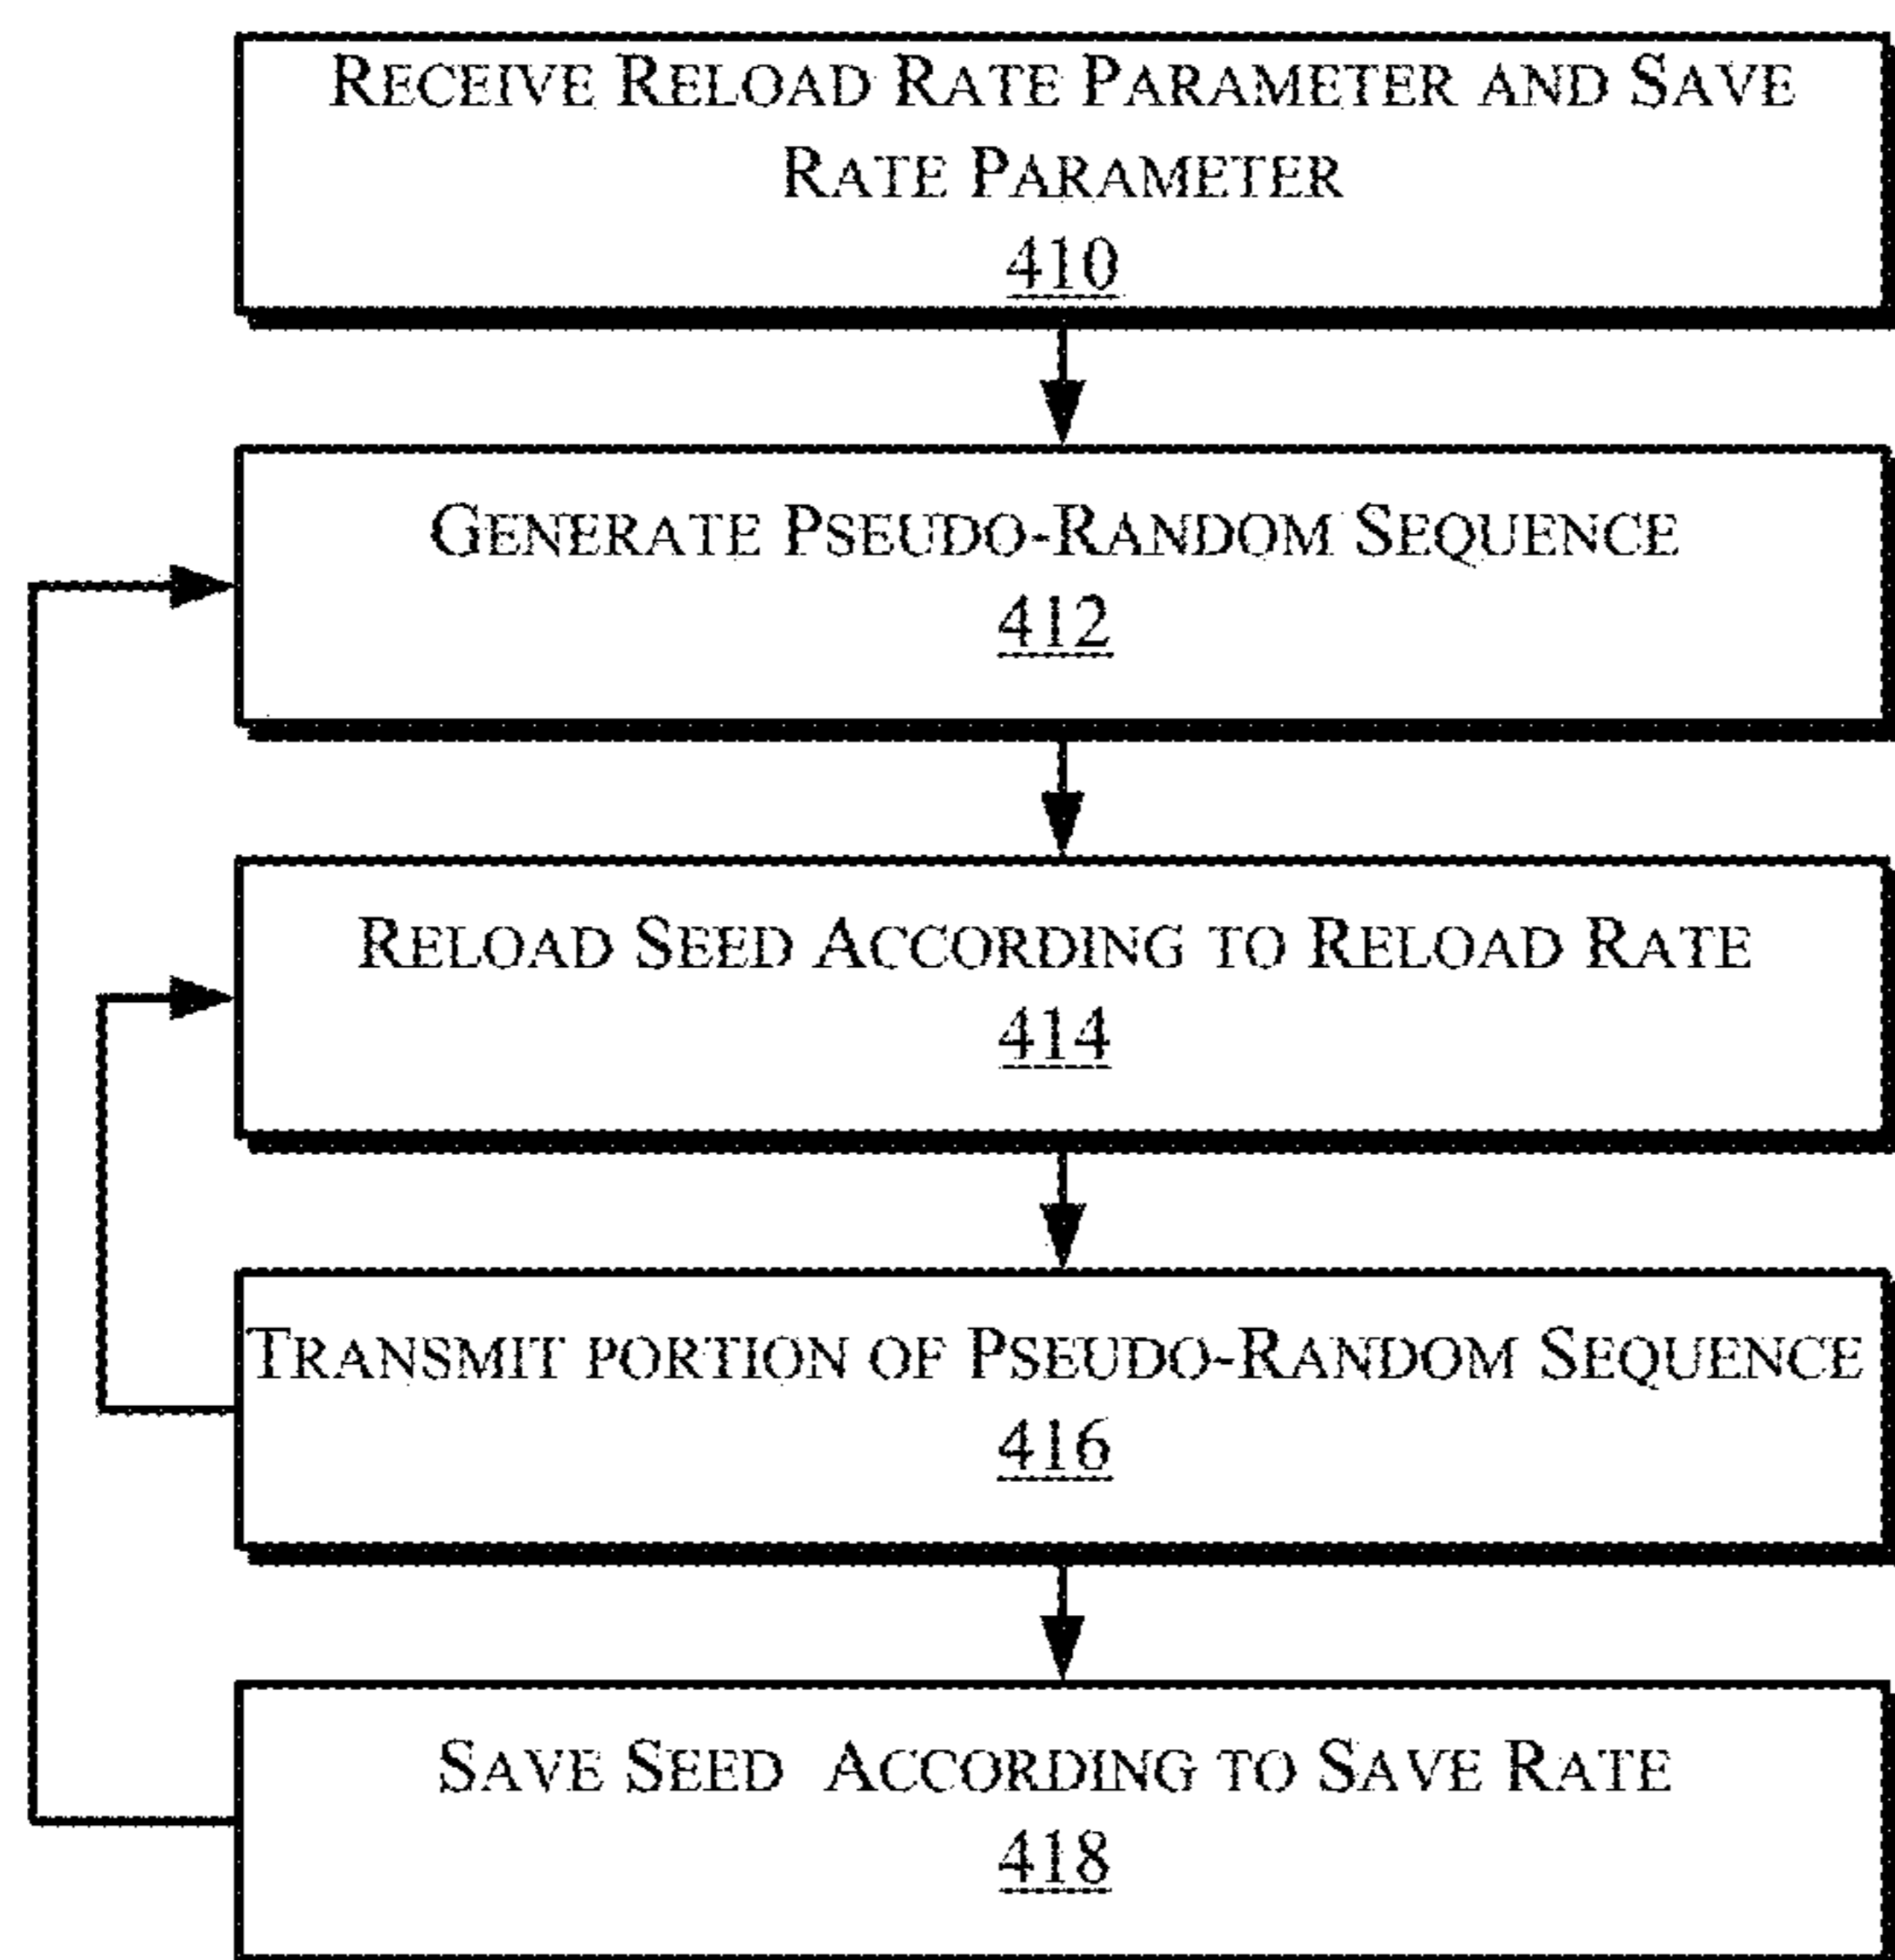 RECEIVE RELOAD RATE PARAMETER AND SAVE
RATE PARAMETER
410
GENERATE PSEUDO-RANDOM SEQUENCE
412
RELOAD SEED ACCORDING TO RELOAD RATE
414
TRANSMIT PORTION OF PSEUDO-RANDOM SEQUENCE
416
SAVE SEED ACCORDING TO SAVE RATE
418